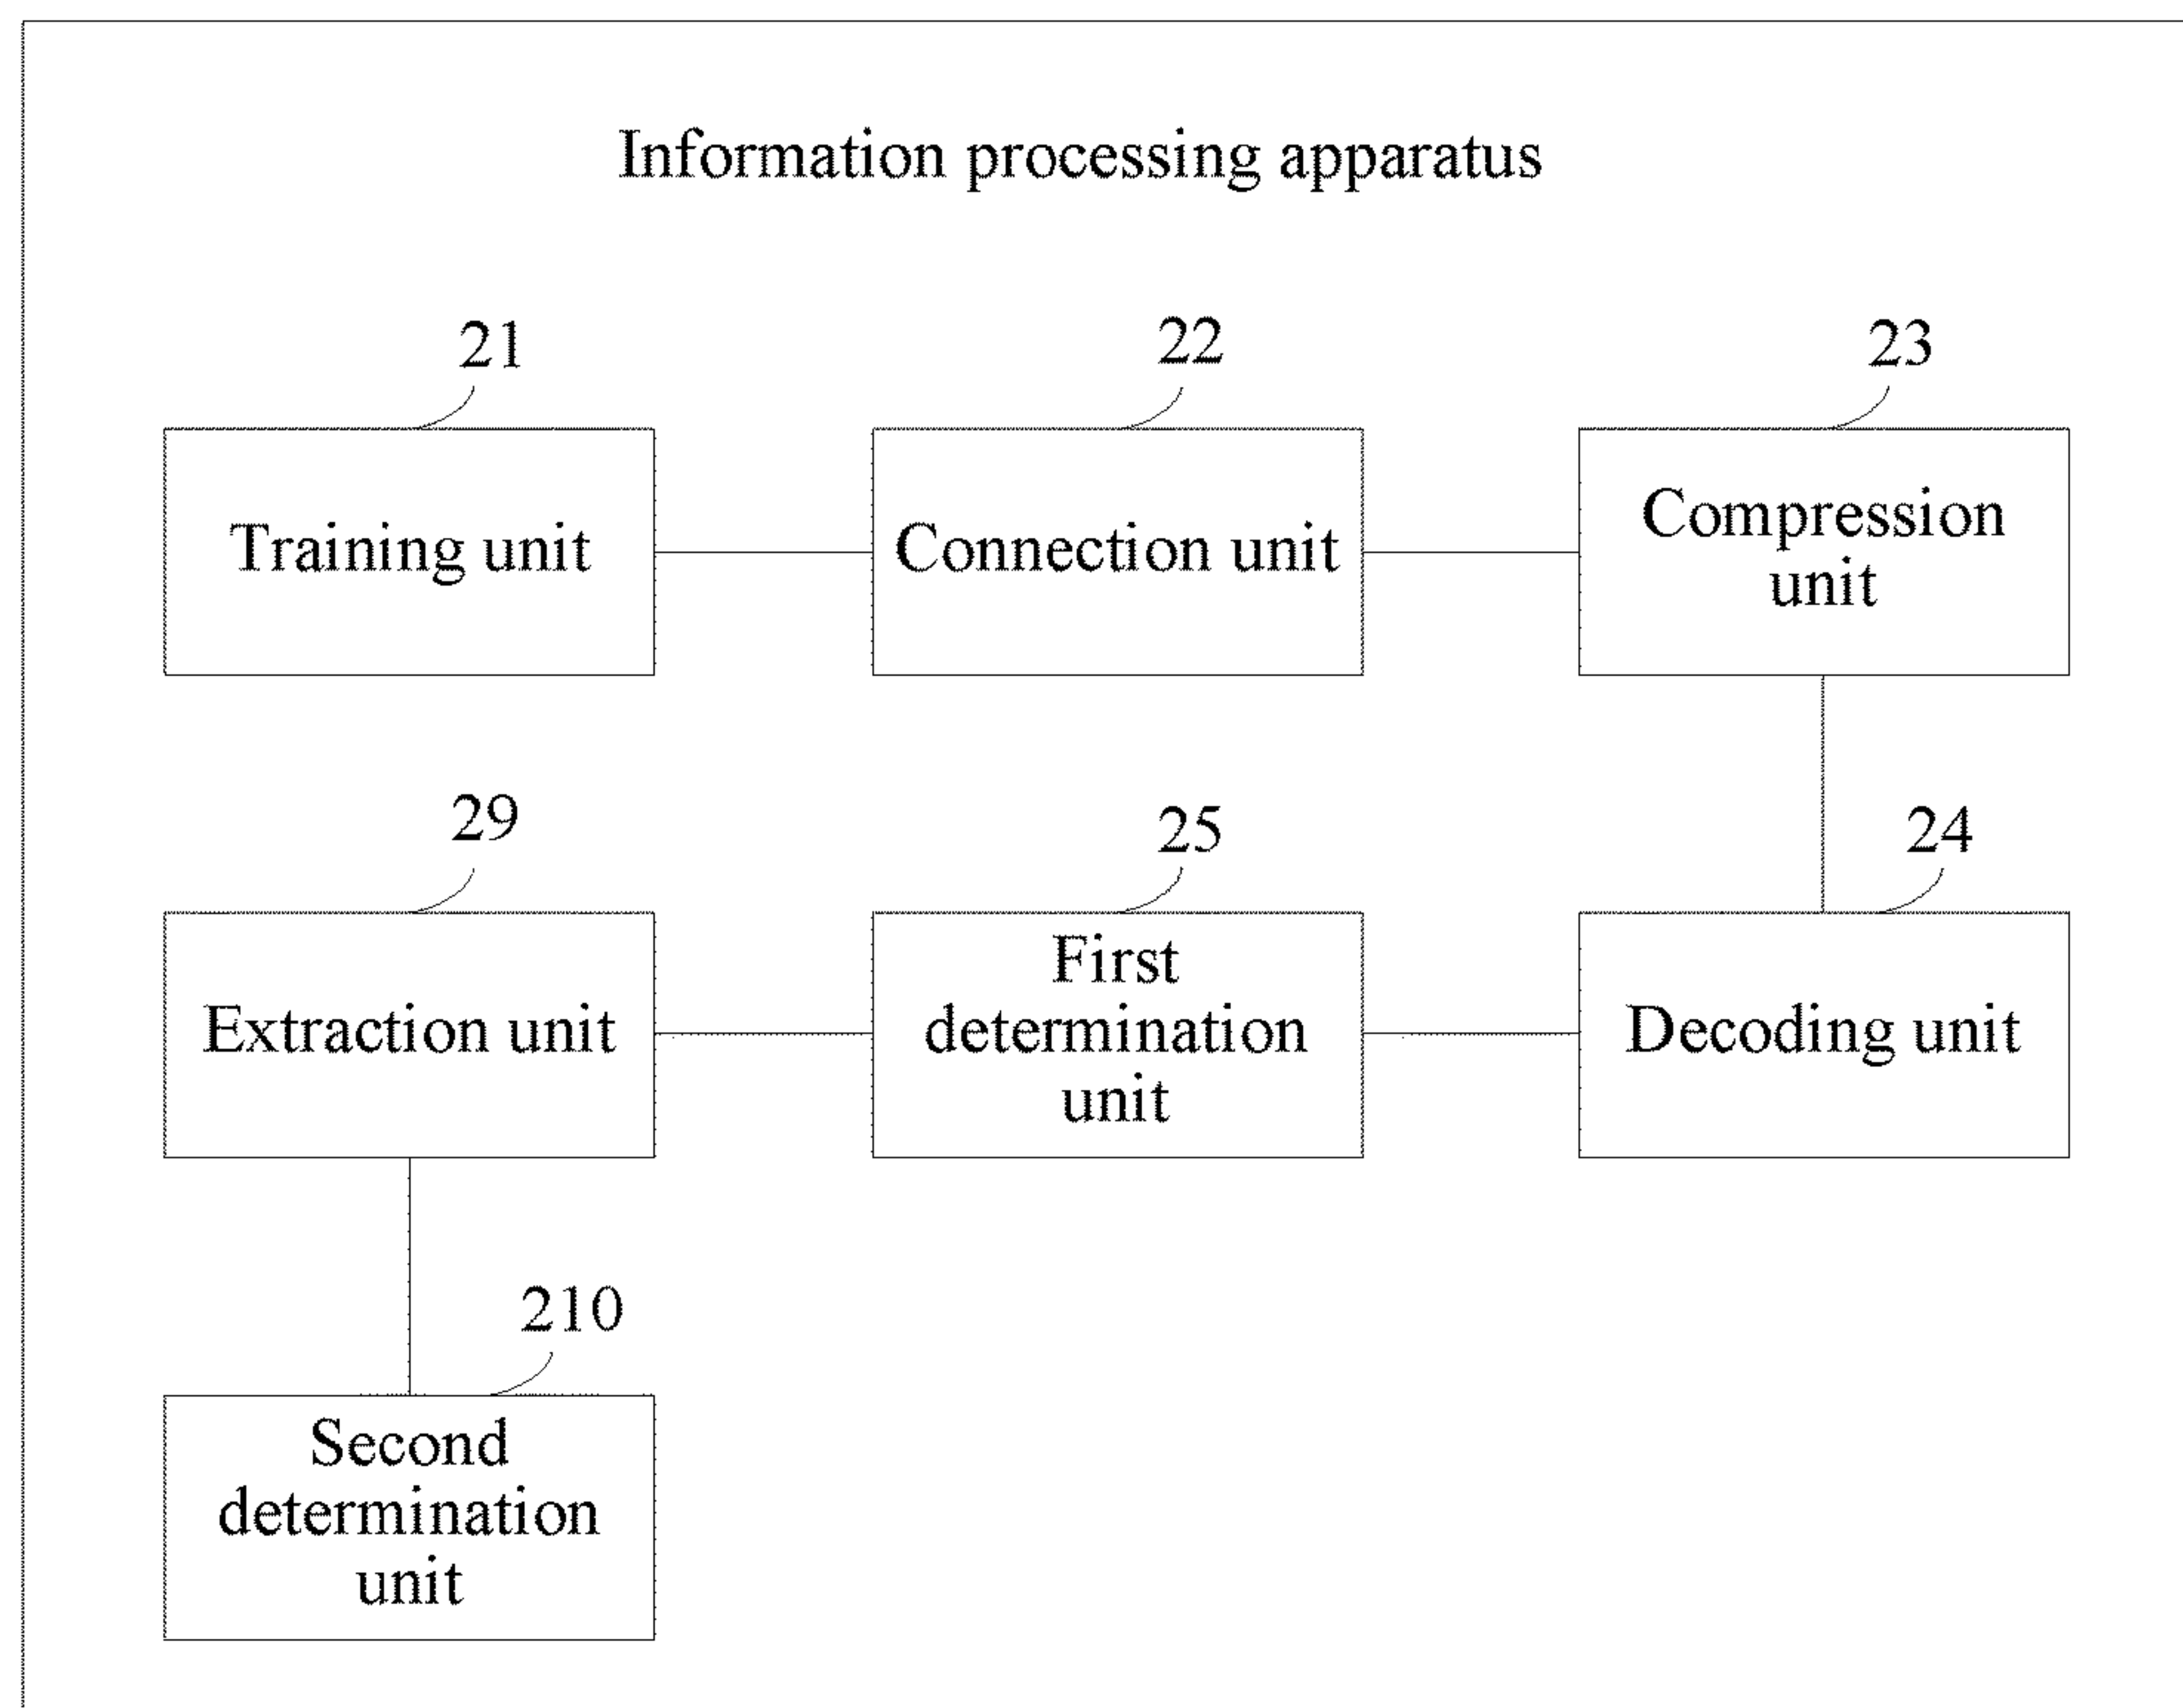 Information processing apparatus
21
22
23
Training unit
Connection unit
Compression
unit
29
25
24
Extraction unit
First
determination
unit
Decoding unit
210
Second
determination
unit